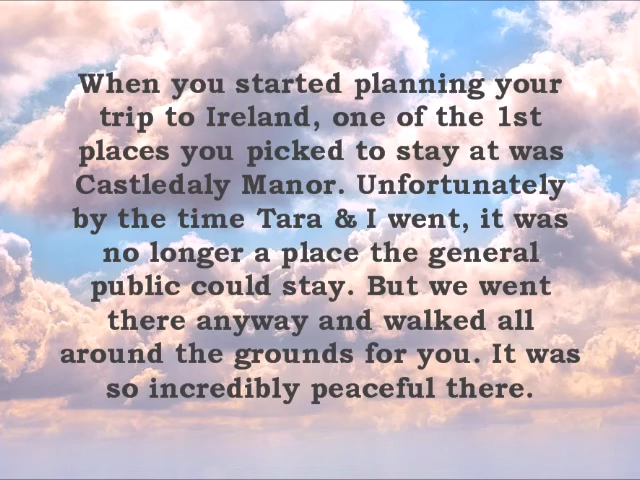 When you started planning your
trip to Ireland, one of the 1st
places you picked to stay at was
Castledaly Manor. Unfortunately
by the time Tara & I went, it was
no longer a place the general
public could stay. But we went
there anyway and walked all
around the grounds for you. It was
so incredibly peaceful there.